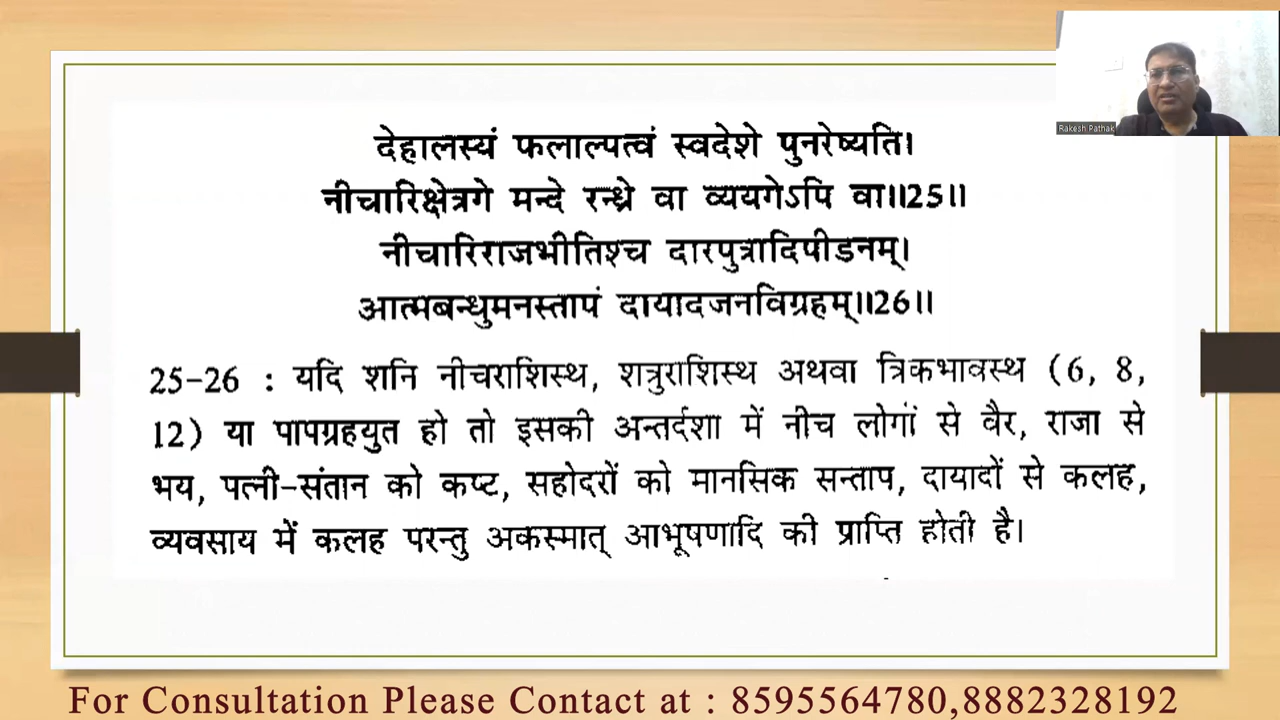 Rakesh Pathak
देहालस्यं फलाल्पत्वं स्वदेशे पुनरेष्यति।
नीचारिक्षेत्रगे मन्दे रन्ध्रे वा व्ययगेऽपि वा॥25॥
नीचारिराजभीतिश्च दारपुत्रादिपीडनम्।
आत्मबन्धुमनस्तापं दायादजनविग्रहम्॥26॥
25-26 : यदि शनि नीचराशिस्थ, शत्रुराशिस्थ अथवा त्रिकभावस्थ (6, 8,
12) या पापग्रहयुत हो तो इसकी अन्तर्दशा में नीच लोगों से वैर, राजा से
भय, पत्नी-संतान को कष्ट, सहोदरों को मानसिक सन्ताप, दायादों से कलह,
व्यवसाय में कलह परन्तु अकस्मात् आभूषणादि की प्राप्ति होती है।
For Consultation Please Contact at : 8595564780,8882328192